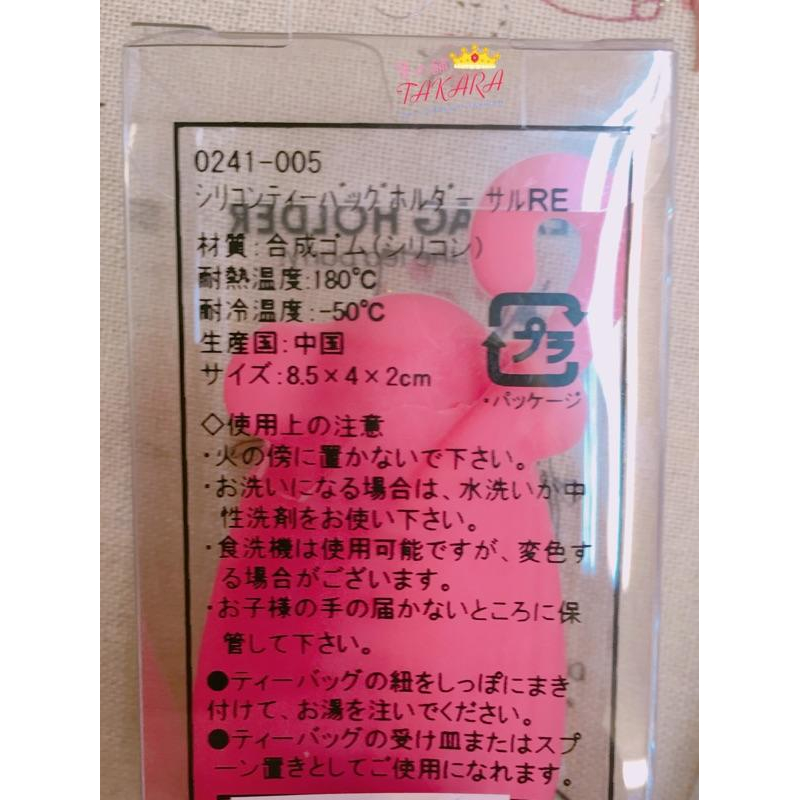 TAKARA
0241-005
シリコンティーバッグホルダー サルRE
AG HOLDER
材質:合成ゴム(シリコン)
耐熱温度:180℃
耐冷温度:-50℃
生産国:中国
サイズ:8.5×4×2cm
プラ
・パッケージ
◇使用上の注意
・火の傍に置かないで下さい。
・お洗いになる場合は、水洗いか中
性洗剤をお使い下さい。
・食洗機は使用可能ですが、変色す
る場合がございます。
・お子様の手の届かないところに保
管して下さい。
●ティーバッグの紐をしっぽにまき
付けて、お湯を注いでください。
●ティーバッグの受け皿またはスプ
ーン置きとしてご使用になれます。